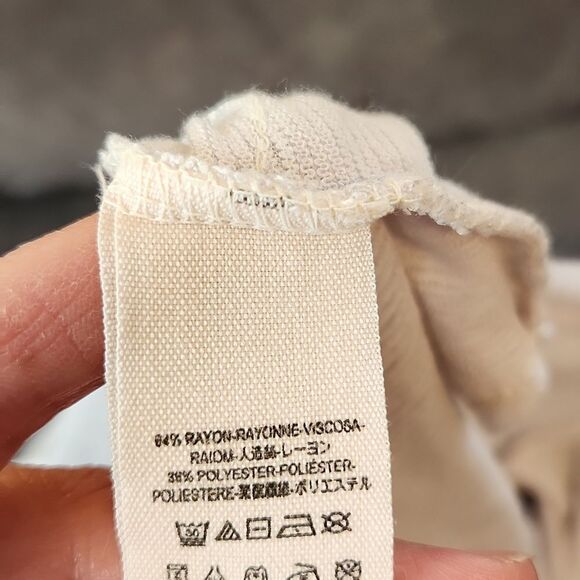 64% RAYON-RAYONNE-VISCOSA-
RAIOM-人造絲-レーヨン
36% POLYESTER-POLIÉSTER-
POLIESTERE-聚酯纖維-ポリエステル
30